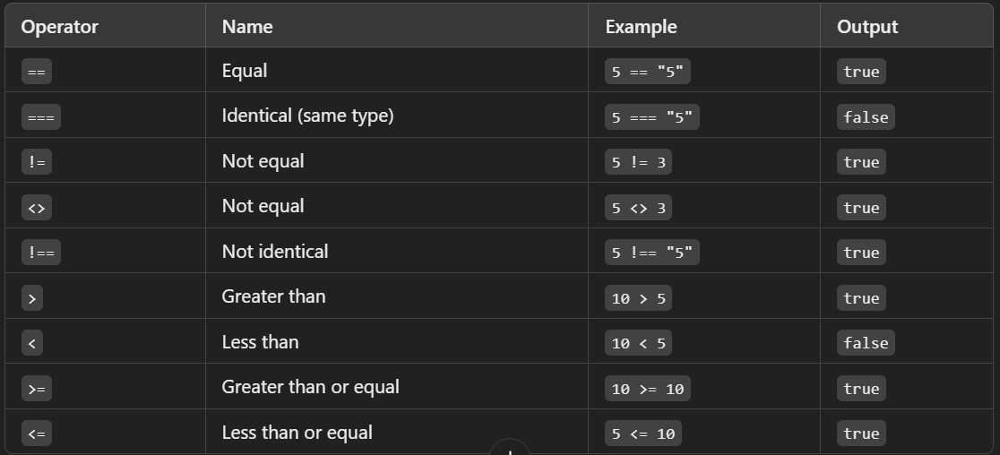 Operator Name Example Output
== Equal 5 == "5" true
=== Identical (same type) 5 === "5" false
!= Not equal 5 != 3 true
<> Not equal 5 <> 3 true
!== Not identical 5 !== "5" true
> Greater than 10 > 5 true
< Less than 10 < 5 false
>= Greater than or equal 10 >= 10 true
<= Less than or equal 5 <= 10 true